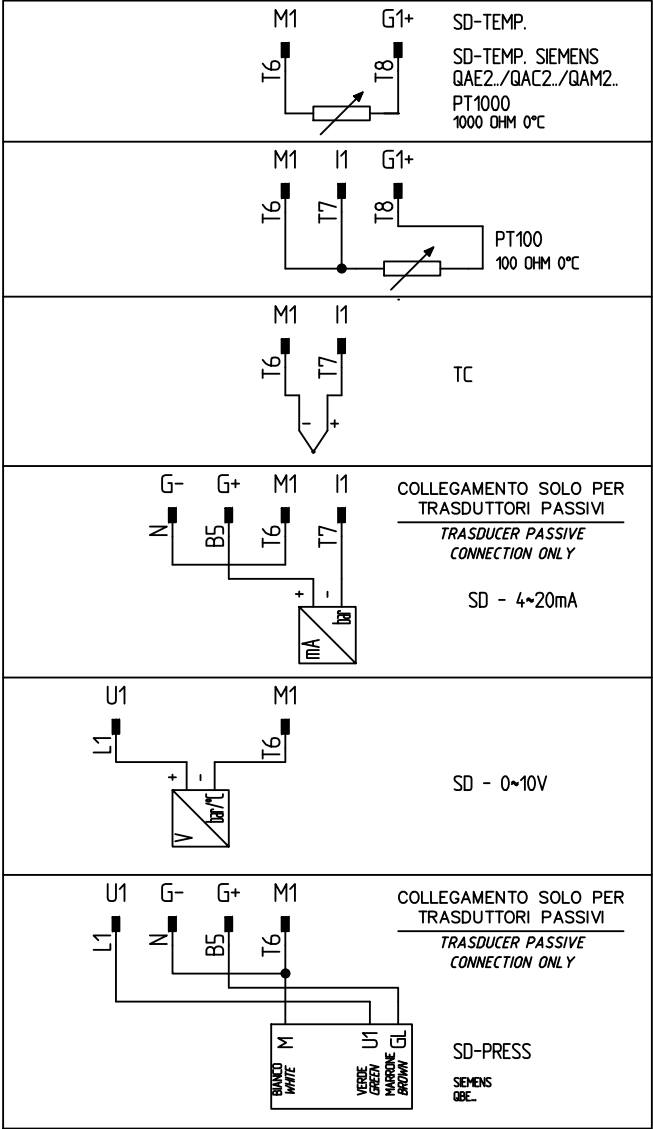 M1 G1+ SD-TEMP.
T6 T8 SD-TEMP. SIEMENS
QAE2../QAC2../QAM2..
PT1000
1000 OHM 0°C
M1 I1 G1+
T6 T7 T8
PT100
100 OHM 0°C
M1 I1
T6 T7
TC
- +
G- G+ M1 I1
N B5 T6 T7
COLLEGAMENTO SOLO PER
TRASDUTTORI PASSIVI
TRASDUCER PASSIVE
CONNECTION ONLY
+ -
mA bar
SD - 4~20mA
U1 M1
L1 T6
+ -
V bar/°C
SD - 0~10V
U1 G- G+ M1
L1 N B5 T6
COLLEGAMENTO SOLO PER
TRASDUTTORI PASSIVI
TRASDUCER PASSIVE
CONNECTION ONLY
M U1 GL
BIANCO
WHITE
VERDE
GREEN
MARRONE
BROWN
SD-PRESS
SIEMENS
QBE..